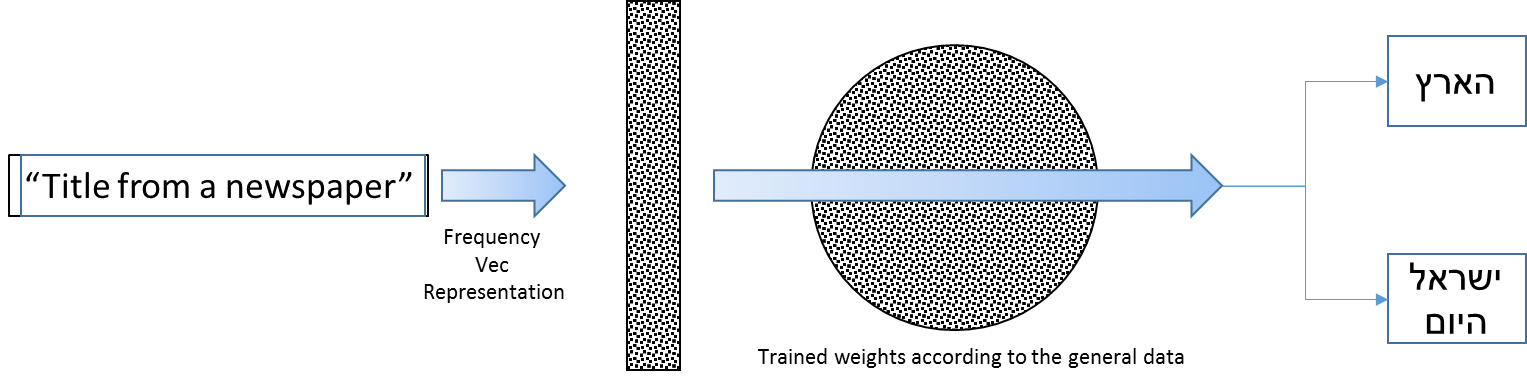 “Title from a newspaper”
Frequency
Vec
Representation
Trained weights according to the general data
הארץ
ישראל
היום